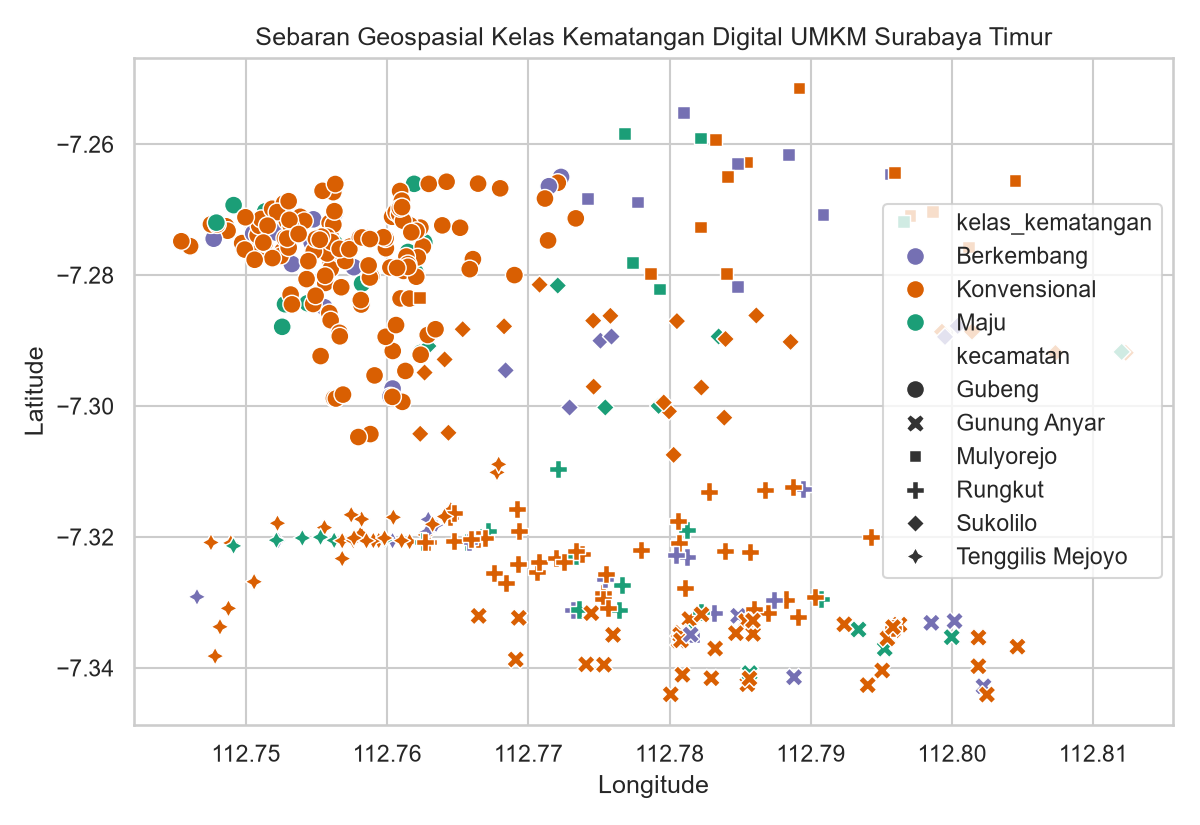 Sebaran Geospasial Kelas Kematangan Digital UMKM Surabaya Timur
−7.26
−7.28
−7.30
−7.32
−7.34
Latitude
kelas_kematangan
Berkembang
Konvensional
Maju
kecamatan
Gubeng
Gunung Anyar
Mulyorejo
Rungkut
Sukolilo
Tenggilis Mejoyo
112.75 112.76 112.77 112.78 112.79 112.80 112.81
Longitude